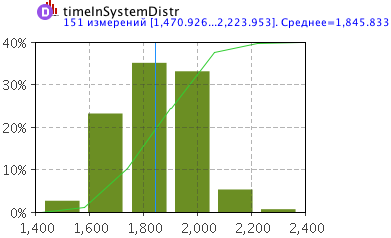 D timeInSystemDistr
151 измерений [1,470.926...2,223.953]. Среднее=1,845.833
40%
30%
20%
10%
0%
1,400 1,600 1,800 2,000 2,200 2,400